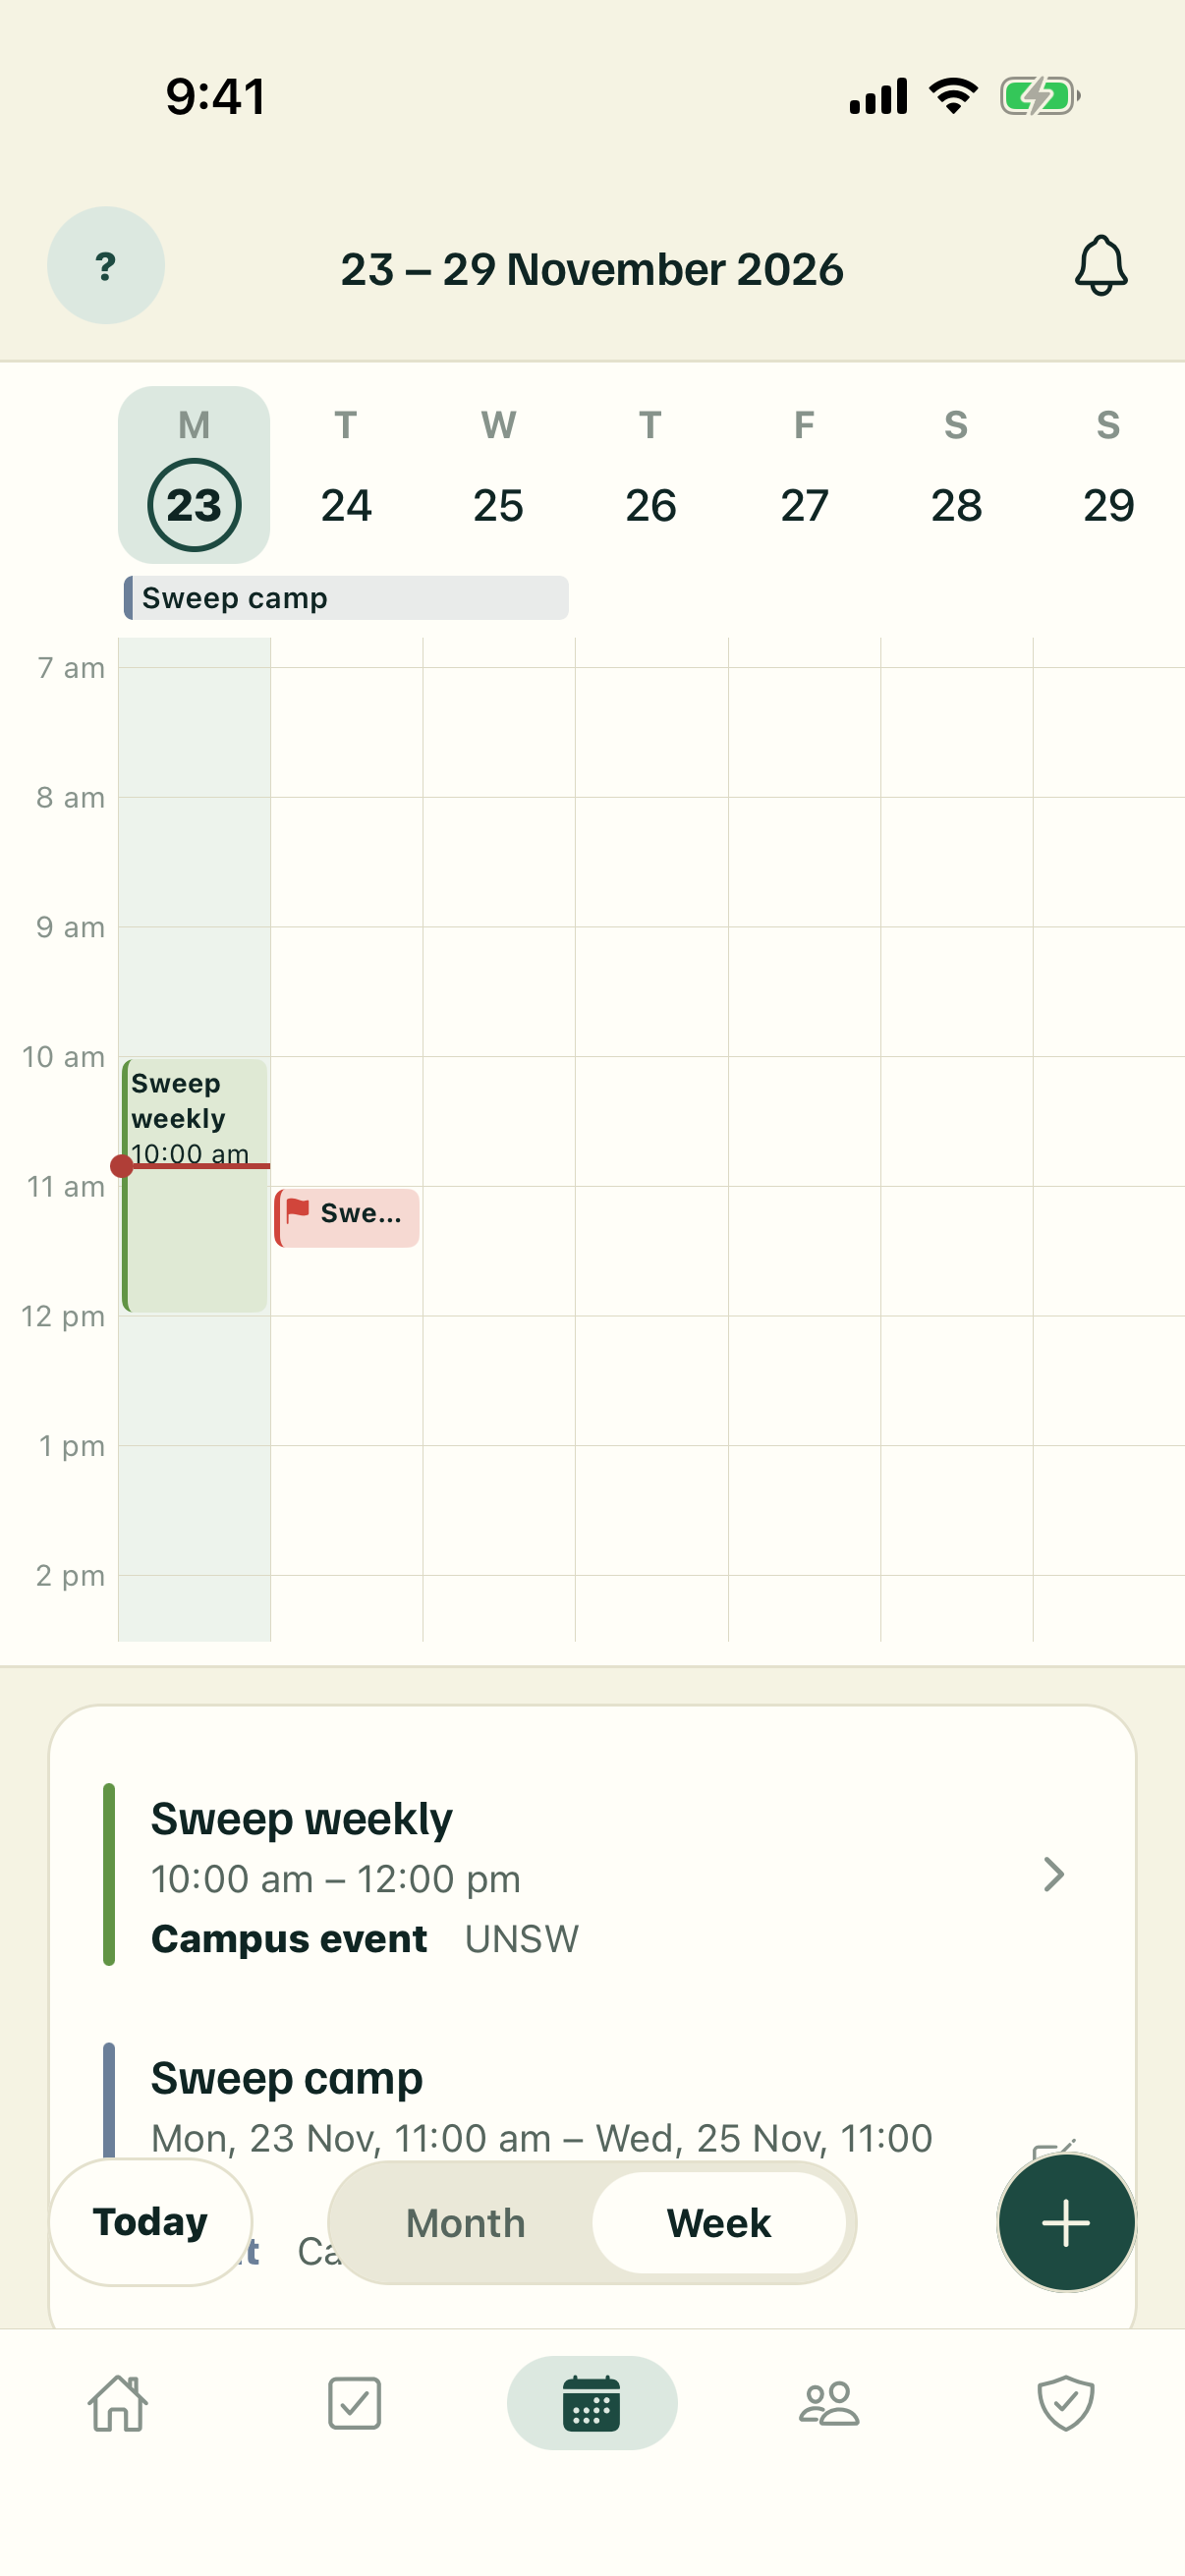 9:41
?
23 – 29 November 2026
M T W T F S S
23 24 25 26 27 28 29
Sweep camp
7 am
8 am
9 am
10 am
Sweep
weekly
10:00 am
11 am
Swe...
12 pm
1 pm
2 pm
Sweep weekly
10:00 am – 12:00 pm
Campus event UNSW
Sweep camp
Mon, 23 Nov, 11:00 am – Wed, 25 Nov, 11:00
Today
Month Week